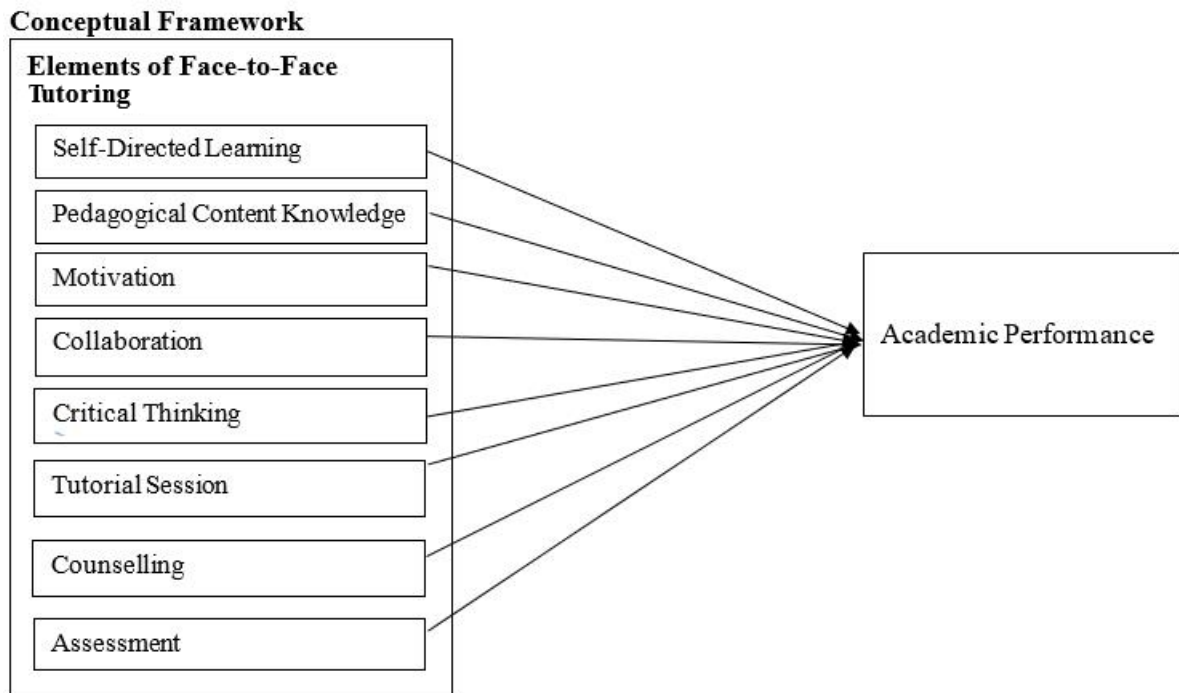 Conceptual Framework
Elements of Face-to-Face
Tutoring
Self-Directed Learning
Pedagogical Content Knowledge
Motivation
Collaboration
Critical Thinking
Tutorial Session
Counselling
Assessment
Academic Performance